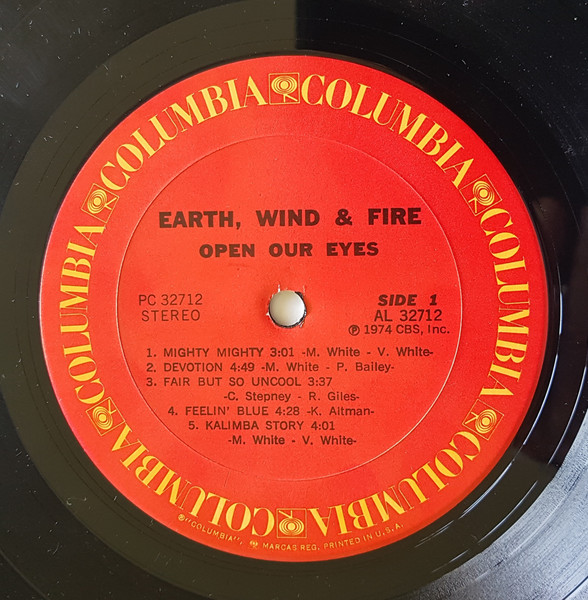 COLUMBIA COLUMBIA COLUMBIA COLUMBIA COLUMBIA COLUMBIA
EARTH, WIND & FIRE
OPEN OUR EYES
PC 32712
STEREO
SIDE 1
AL 32712
Ⓟ 1974 CBS, Inc.
1. MIGHTY MIGHTY 3:01 -M. White - V. White-
2. DEVOTION 4:49 -M. White - P. Bailey-
3. FAIR BUT SO UNCOOL 3:37
-C. Stepney - R. Giles-
4. FEELIN' BLUE 4:28 -K. Altman-
5. KALIMBA STORY 4:01
-M. White - V. White-
®"COLUMBIA", MARCAS REG. PRINTED IN U.S.A.